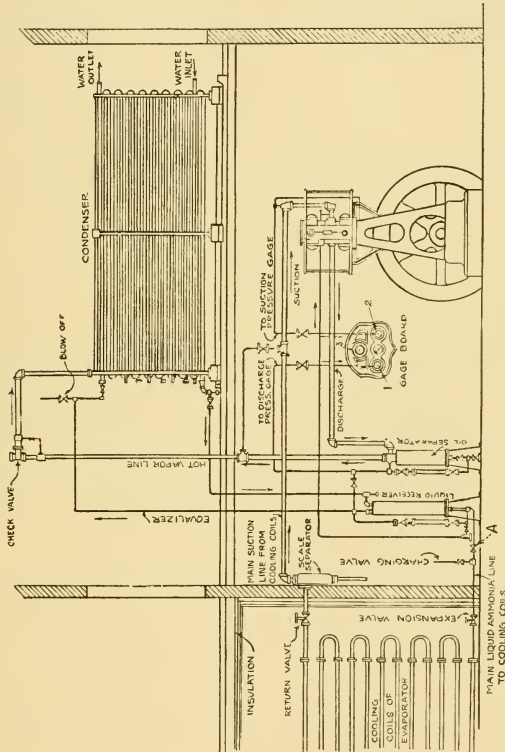 WATER
OUTLET
WATER
INLET
CONDENSER
BLOW OFF
CHECK VALVE
HOT VAPOR LINE
EQUALIZER
TO DISCHARGE
PRESS. GAGE
TO SUCTION
PRESSURE GAGE
SUCTION
DISCHARGE
3
1
2
GAGE BOARD
OIL SEPARATOR
LIQUID RECEIVER
MAIN SUCTION
LINE FROM
COOLING COILS
SCALE
SEPARATOR
CHARGING VALVE
A
INSULATION
RETURN VALVE
EXPANSION VALVE
COOLING
COILS OF
EVAPORATOR
MAIN LIQUID AMMONIA LINE
TO COOLING COILS